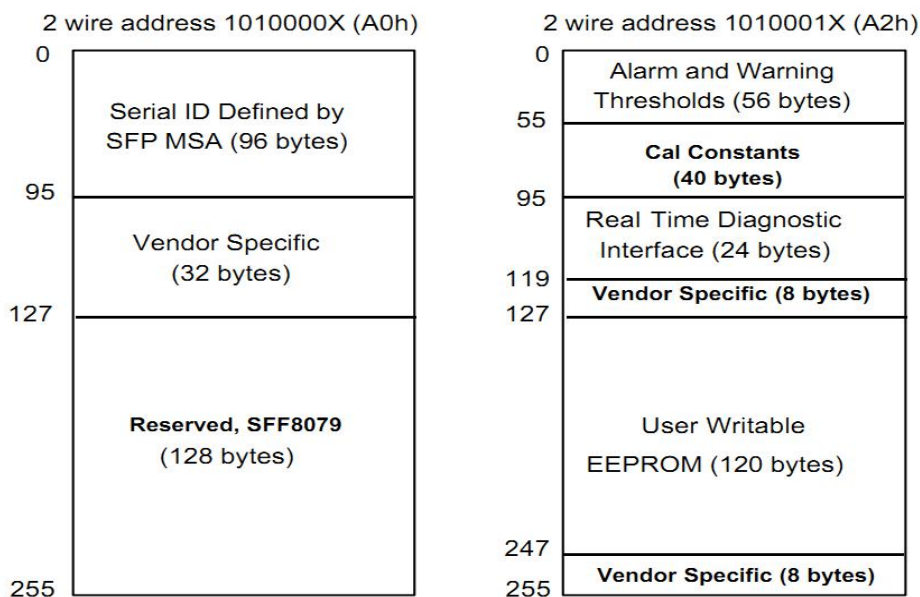 2 wire address 1010000X (A0h)
0
Serial ID Defined by
SFP MSA (96 bytes)
95
Vendor Specific
(32 bytes)
127
Reserved, SFF8079
(128 bytes)
255
2 wire address 1010001X (A2h)
0
Alarm and Warning
Thresholds (56 bytes)
55
Cal Constants
(40 bytes)
95
Real Time Diagnostic
Interface (24 bytes)
119
Vendor Specific (8 bytes)
127
User Writable
EEPROM (120 bytes)
247
Vendor Specific (8 bytes)
255